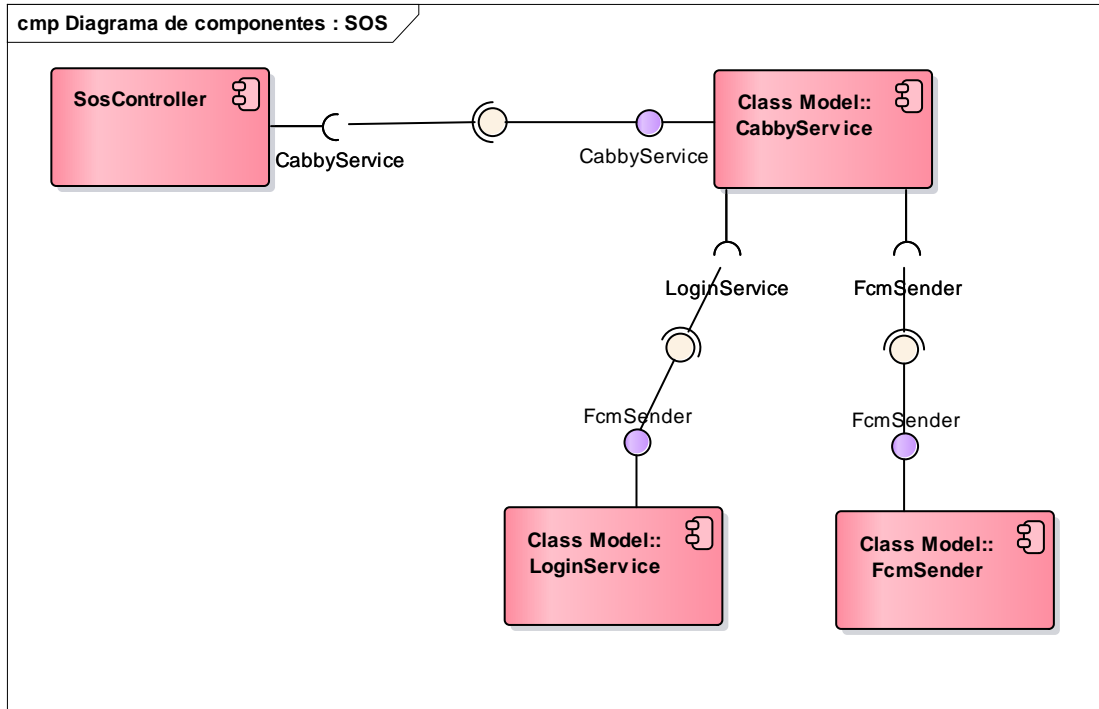 cmp Diagrama de componentes : SOS
SosController
CabbyService
CabbyService
Class Model::
CabbyService
LoginService
FcmSender
FcmSender
FcmSender
Class Model::
LoginService
Class Model::
FcmSender